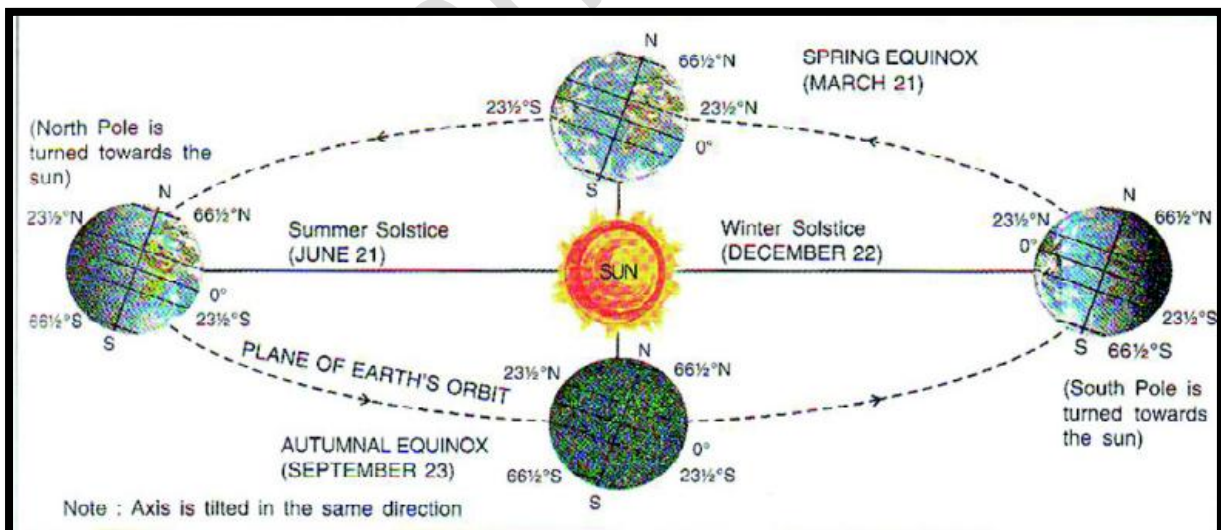 N
66½°N
SPRING EQUINOX
(MARCH 21)
23½°S
23½°N
0°
S
(North Pole is
turned towards the
sun)
N
23½°N
66½°N
Summer Solstice
(JUNE 21)
0°
66½°S
23½°S
S
SUN
Winter Solstice
(DECEMBER 22)
N
23½°N
66½°N
0°
23½°S
S
66½°S
(South Pole is
turned towards
the sun)
PLANE OF EARTH'S ORBIT
N
23½°N
66½°N
AUTUMNAL EQUINOX
(SEPTEMBER 23)
0°
66½°S
23½°S
S
Note : Axis is tilted in the same direction